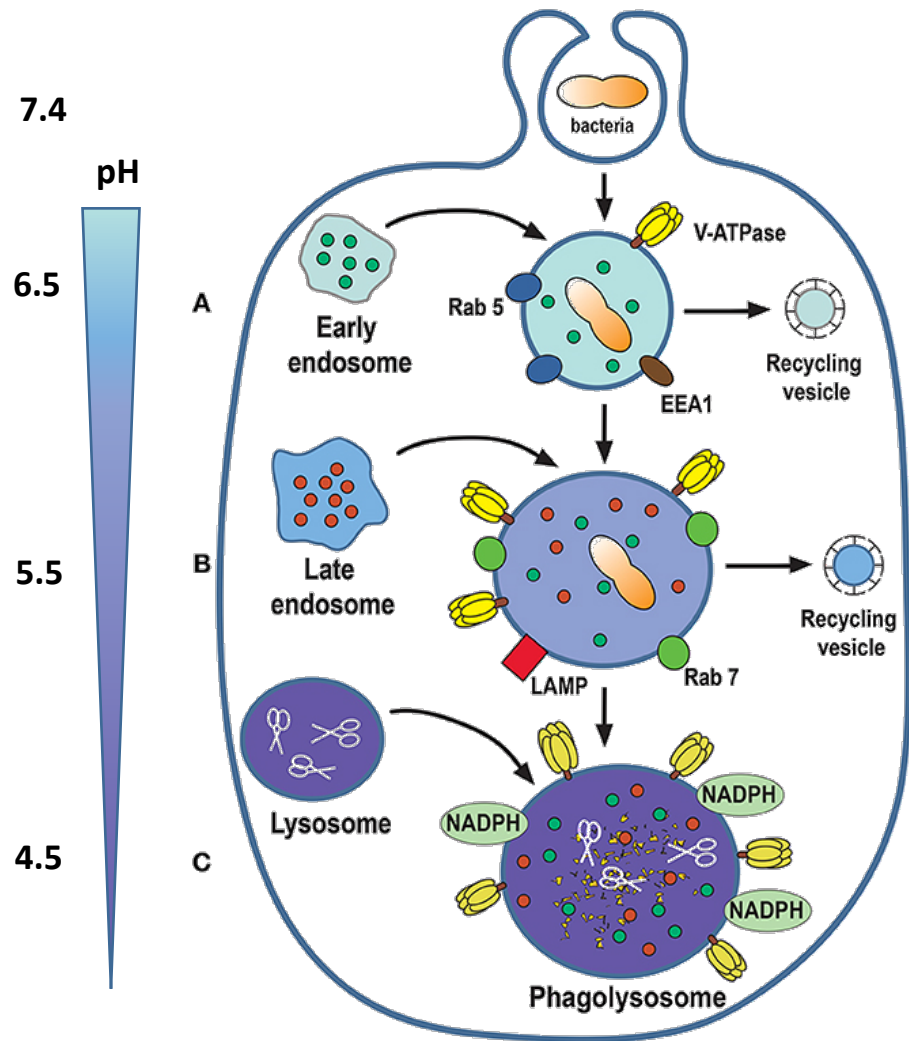 7.4
bacteria
pH
V-ATPase
6.5
A
Rab 5
Early
endosome
Recycling
vesicle
EEA1
5.5
B
Late
endosome
Recycling
vesicle
LAMP
Rab 7
NADPH
NADPH
Lysosome
4.5
C
NADPH
Phagolysosome